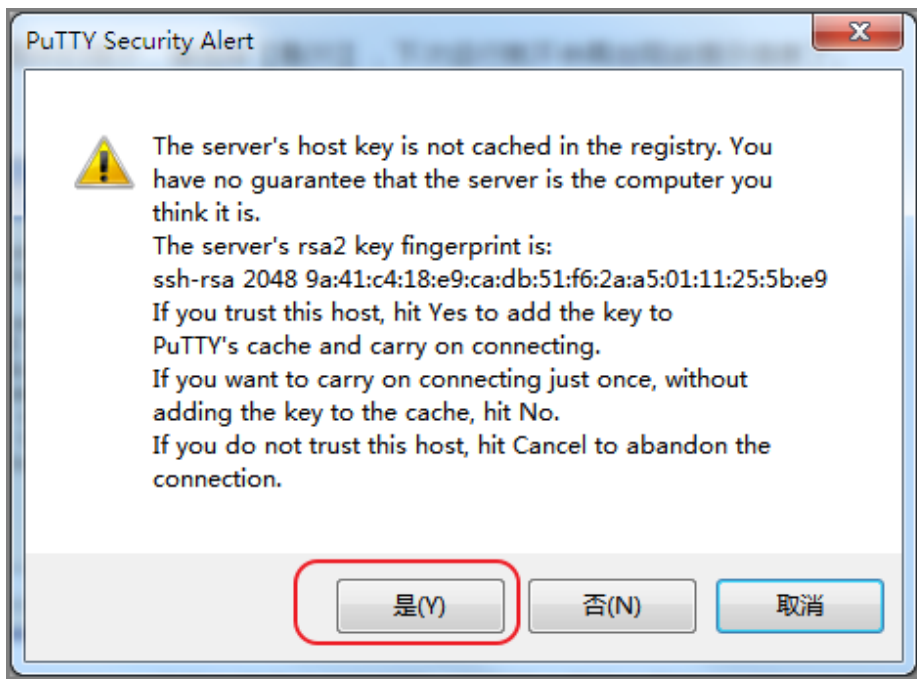 PuTTY Security Alert
The server's host key is not cached in the registry. You
have no guarantee that the server is the computer you
think it is.
The server's rsa2 key fingerprint is:
ssh-rsa 2048 9a:41:c4:18:e9:ca:db:51:f6:2a:a5:01:11:25:5b:e9
If you trust this host, hit Yes to add the key to
PuTTY's cache and carry on connecting.
If you want to carry on connecting just once, without
adding the key to the cache, hit No.
If you do not trust this host, hit Cancel to abandon the
connection.
是(Y) 否(N) 取消